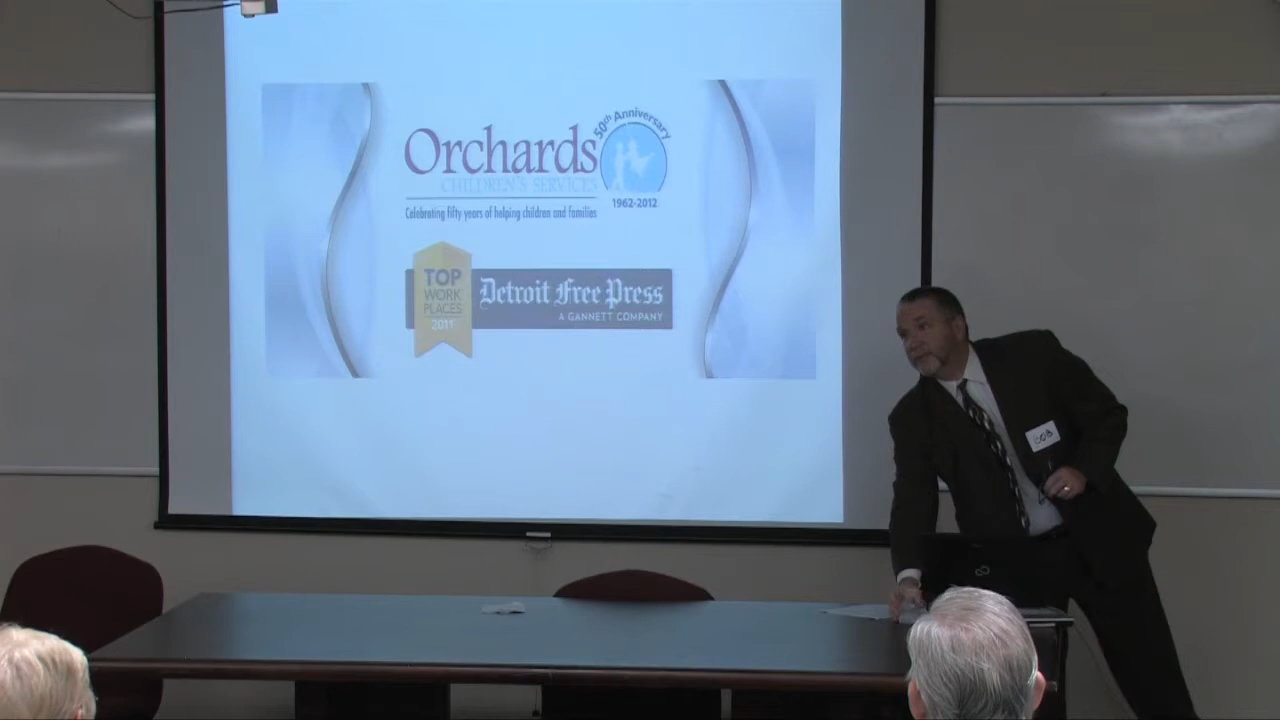 Orchards
CHILDREN'S SERVICES
Celebrating fifty years of helping children and families
50th Anniversary
1962-2012
TOP
WORK
PLACES
2011
Detroit Free Press
A GANNETT COMPANY
BOB